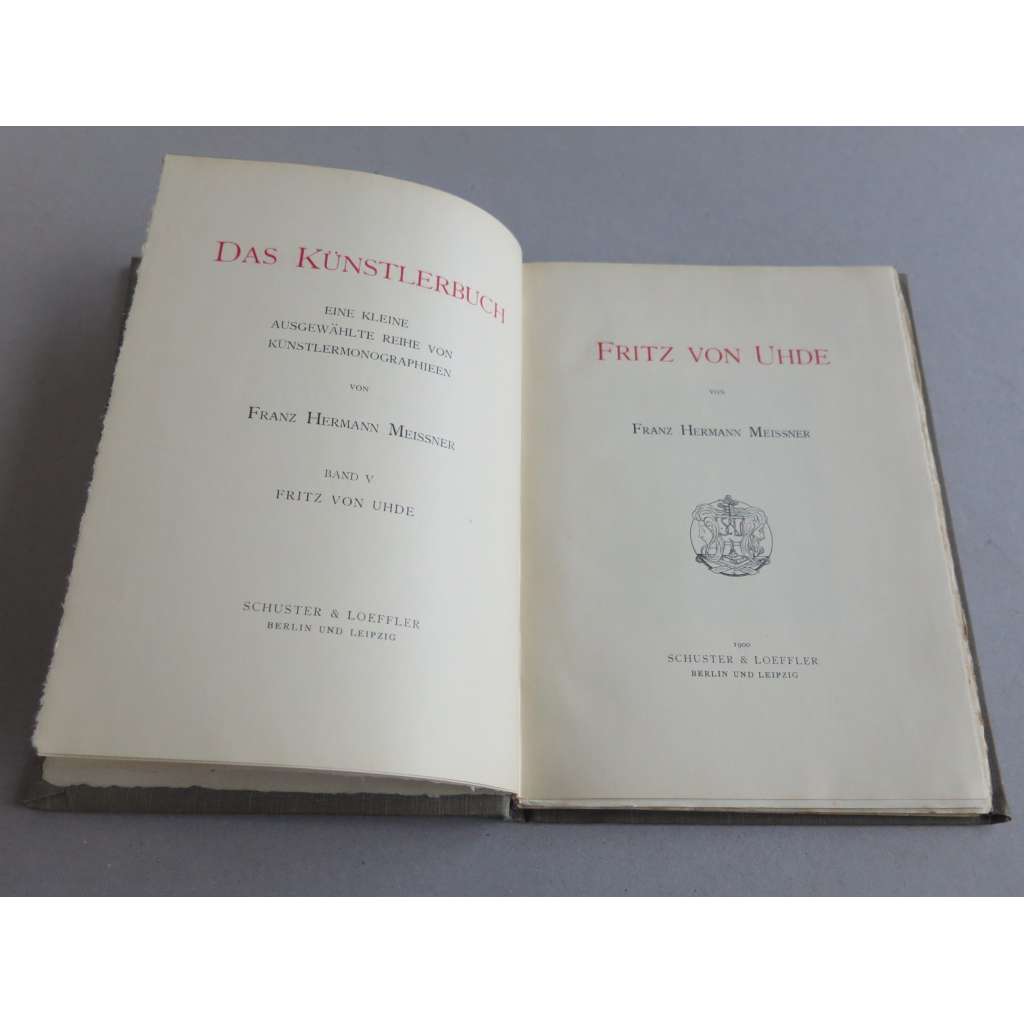 DAS KÜNSTLERBUCH
EINE KLEINE
AUSGEWÄHLTE REIHE VON
KÜNSTLERMONOGRAPHIEEN
VON
FRANZ HERMANN MEISSNER
BAND V
FRITZ VON UHDE
SCHUSTER & LOEFFLER
BERLIN UND LEIPZIG
FRITZ VON UHDE
VON
FRANZ HERMANN MEISSNER
1900
SCHUSTER & LOEFFLER
BERLIN UND LEIPZIG